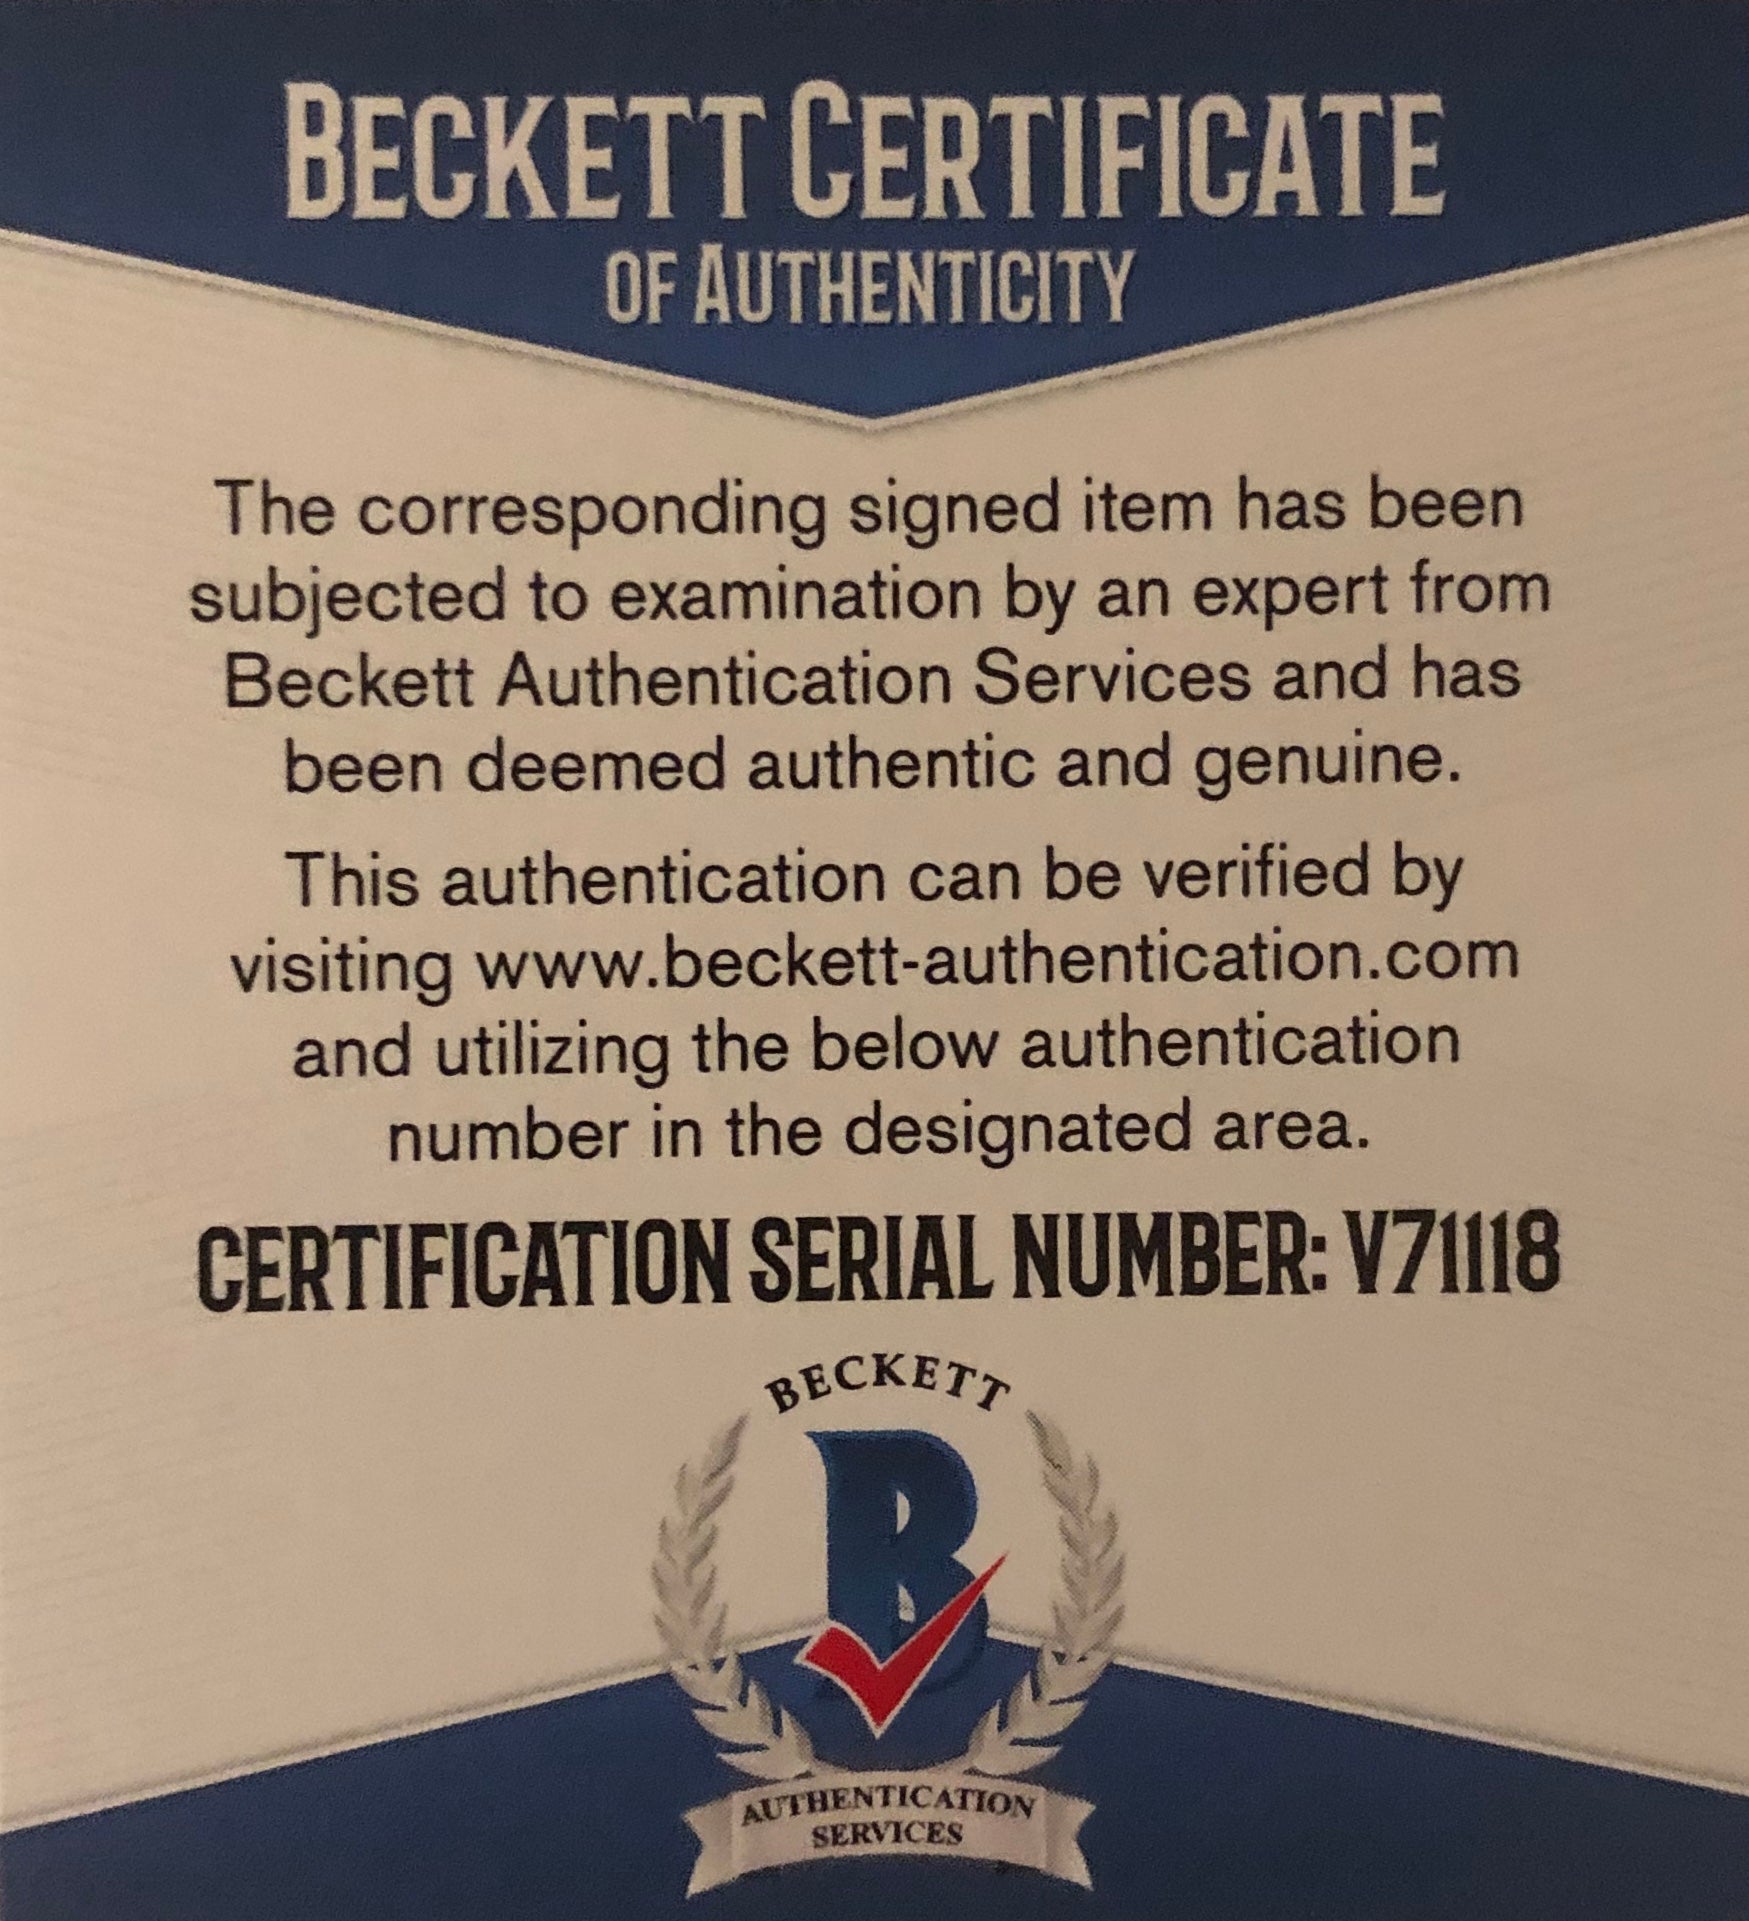 BECKETT CERTIFICATE
OF AUTHENTICITY
The corresponding signed item has been
subjected to examination by an expert from
Beckett Authentication Services and has
been deemed authentic and genuine.
This authentication can be verified by
visiting www.beckett-authentication.com
and utilizing the below authentication
number in the designated area.
CERTIFICATION SERIAL NUMBER: V71118
BECKETT
B
AUTHENTICATION
SERVICES